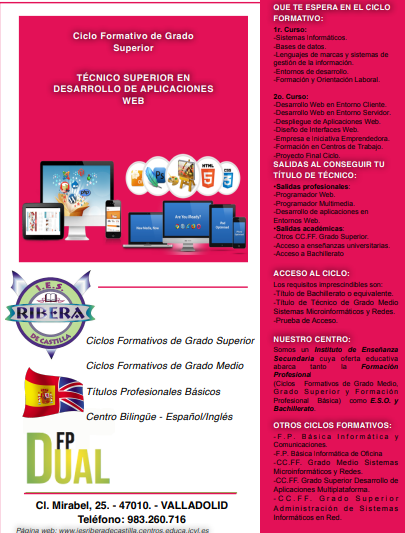 Ciclo Formativo de Grado
Superior
TÉCNICO SUPERIOR EN
DESARROLLO DE APLICACIONES
WEB
HTML
5
CSS
3
Ps
Are You Ready?
I.E.S.
RIBERA
DE CASTILLA
Ciclos Formativos de Grado Superior
Ciclos Formativos de Grado Medio
Títulos Profesionales Básicos
Centro Bilingüe - Español/Inglés
FP
DUAL
Cl. Mirabel, 25. - 47010. - VALLADOLID
Teléfono: 983.260.716
Página web: www.iesriberadecastilla.centros.educa.jcyl.es
QUE TE ESPERA EN EL CICLO
FORMATIVO:
1r. Curso:
-Sistemas Informáticos.
-Bases de datos.
-Lenguajes de marcas y sistemas de
gestión de la información.
-Entornos de desarrollo.
-Formación y Orientación Laboral.
2o. Curso:
-Desarrollo Web en Entorno Cliente.
-Desarrollo Web en Entorno Servidor.
-Despliegue de Aplicaciones Web.
-Diseño de Interfaces Web.
-Empresa e Iniciativa Emprendedora.
-Formación en Centros de Trabajo.
-Proyecto Final Ciclo.
SALIDAS AL CONSEGUIR TU
TÍTULO DE TÉCNICO:
•Salidas profesionales:
-Programador Web.
-Programador Multimedia.
-Desarrollo de aplicaciones en
Entornos Web.
•Salidas académicas:
-Otros CC.FF. Grado Superior.
-Acceso a enseñanzas universitarias.
-Acceso a Bachillerato
ACCESO AL CICLO:
Los requisitos imprescindibles son:
-Título de Bachillerato o equivalente.
-Título de Técnico de Grado Medio
Sistemas Microinformáticos y Redes.
-Prueba de Acceso.
NUESTRO CENTRO:
Somos un Instituto de Enseñanza
Secundaria cuya oferta educativa
abarca tanto la Formación
Profesional
(Ciclos Formativos de Grado Medio,
Grado Superior y Formación
Profesional Básica) como E.S.O. y
Bachillerato.
OTROS CICLOS FORMATIVOS:
-F.P. Básica Informática y
Comunicaciones.
-F.P. Básica Informática de Oficina
-CC.FF. Grado Medio Sistemas
Microinformáticos y Redes.
-CC.FF. Grado Superior Desarrollo de
Aplicaciones Multiplataforma.
-CC.FF. Grado Superior
Administración de Sistemas
Informáticos en Red.